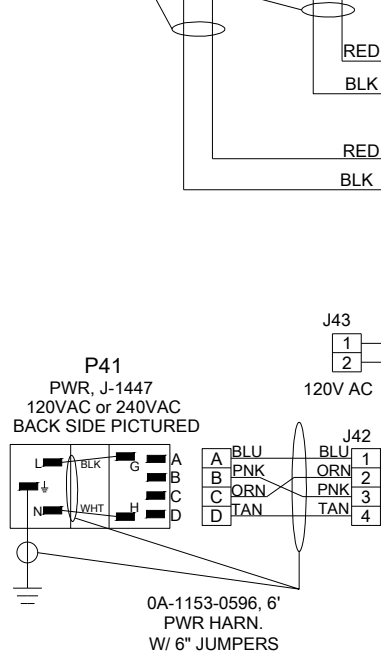 RED
BLK
RED
BLK
J43
1
2
120V AC
P41
PWR, J-1447
120VAC or 240VAC
BACK SIDE PICTURED
L BLK G A
B
C
N WHT H D
J42
A BLU BLU 1
B PNK ORN 2
C ORN PNK 3
D TAN TAN 4
0A-1153-0596, 6'
PWR HARN.
W/ 6" JUMPERS